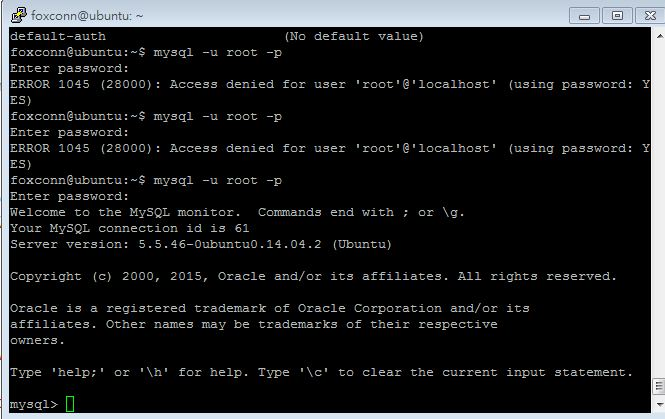 foxconn@ubuntu: ~
default-auth                      (No default value)
foxconn@ubuntu:~$ mysql -u root -p
Enter password:
ERROR 1045 (28000): Access denied for user 'root'@'localhost' (using password: Y
ES)
foxconn@ubuntu:~$ mysql -u root -p
Enter password:
ERROR 1045 (28000): Access denied for user 'root'@'localhost' (using password: Y
ES)
foxconn@ubuntu:~$ mysql -u root -p
Enter password:
Welcome to the MySQL monitor.  Commands end with ; or \g.
Your MySQL connection id is 61
Server version: 5.5.46-0ubuntu0.14.04.2 (Ubuntu)

Copyright (c) 2000, 2015, Oracle and/or its affiliates. All rights reserved.

Oracle is a registered trademark of Oracle Corporation and/or its
affiliates. Other names may be trademarks of their respective
owners.

Type 'help;' or '\h' for help. Type '\c' to clear the current input statement.

mysql>